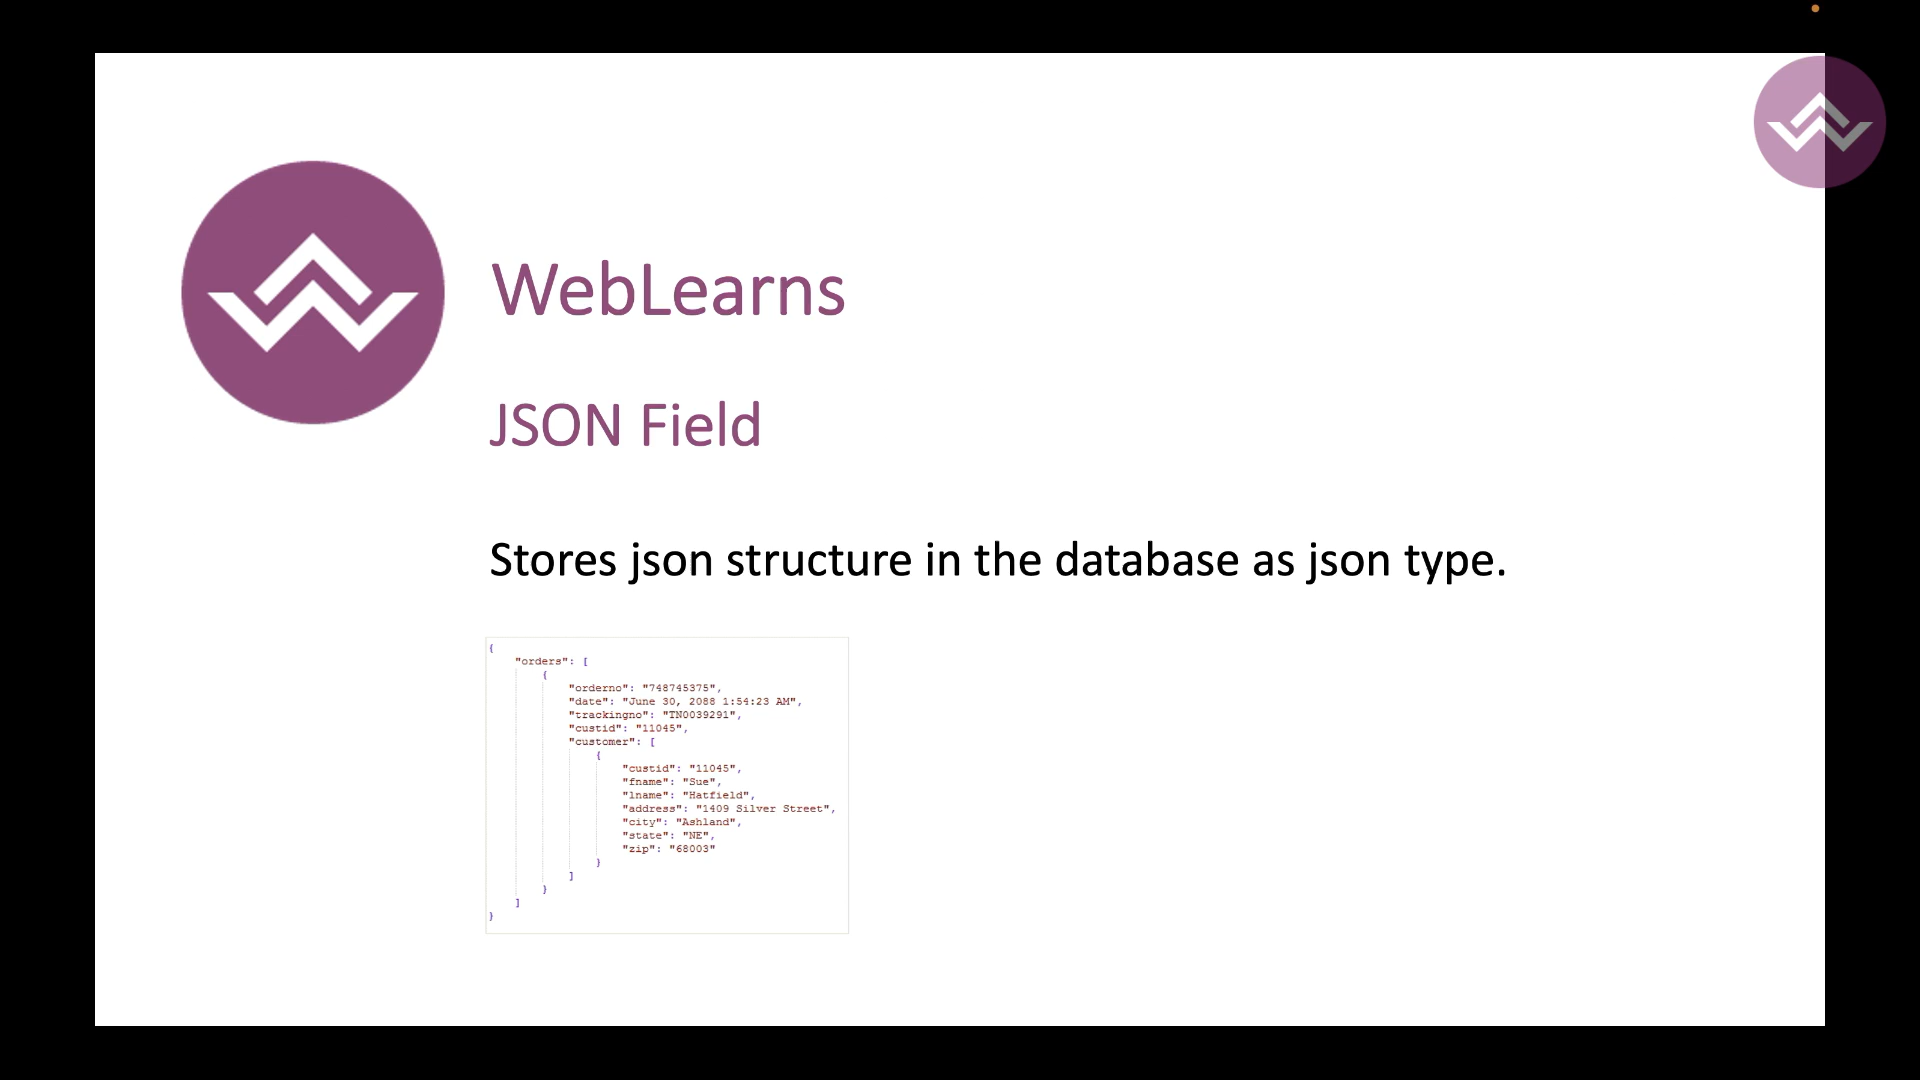 WebLearns
JSON Field
Stores json structure in the database as json type.
{
"orders": [
{
"orderno": "748745375",
"date": "June 30, 2088 1:54:23 AM",
"trackingno": "TN0039291",
"custid": "11045",
"customer": [
{
"custid": "11045",
"fname": "Sue",
"lname": "Hatfield",
"address": "1409 Silver Street",
"city": "Ashland",
"state": "NE",
"zip": "68003"
}
]
}
]
}